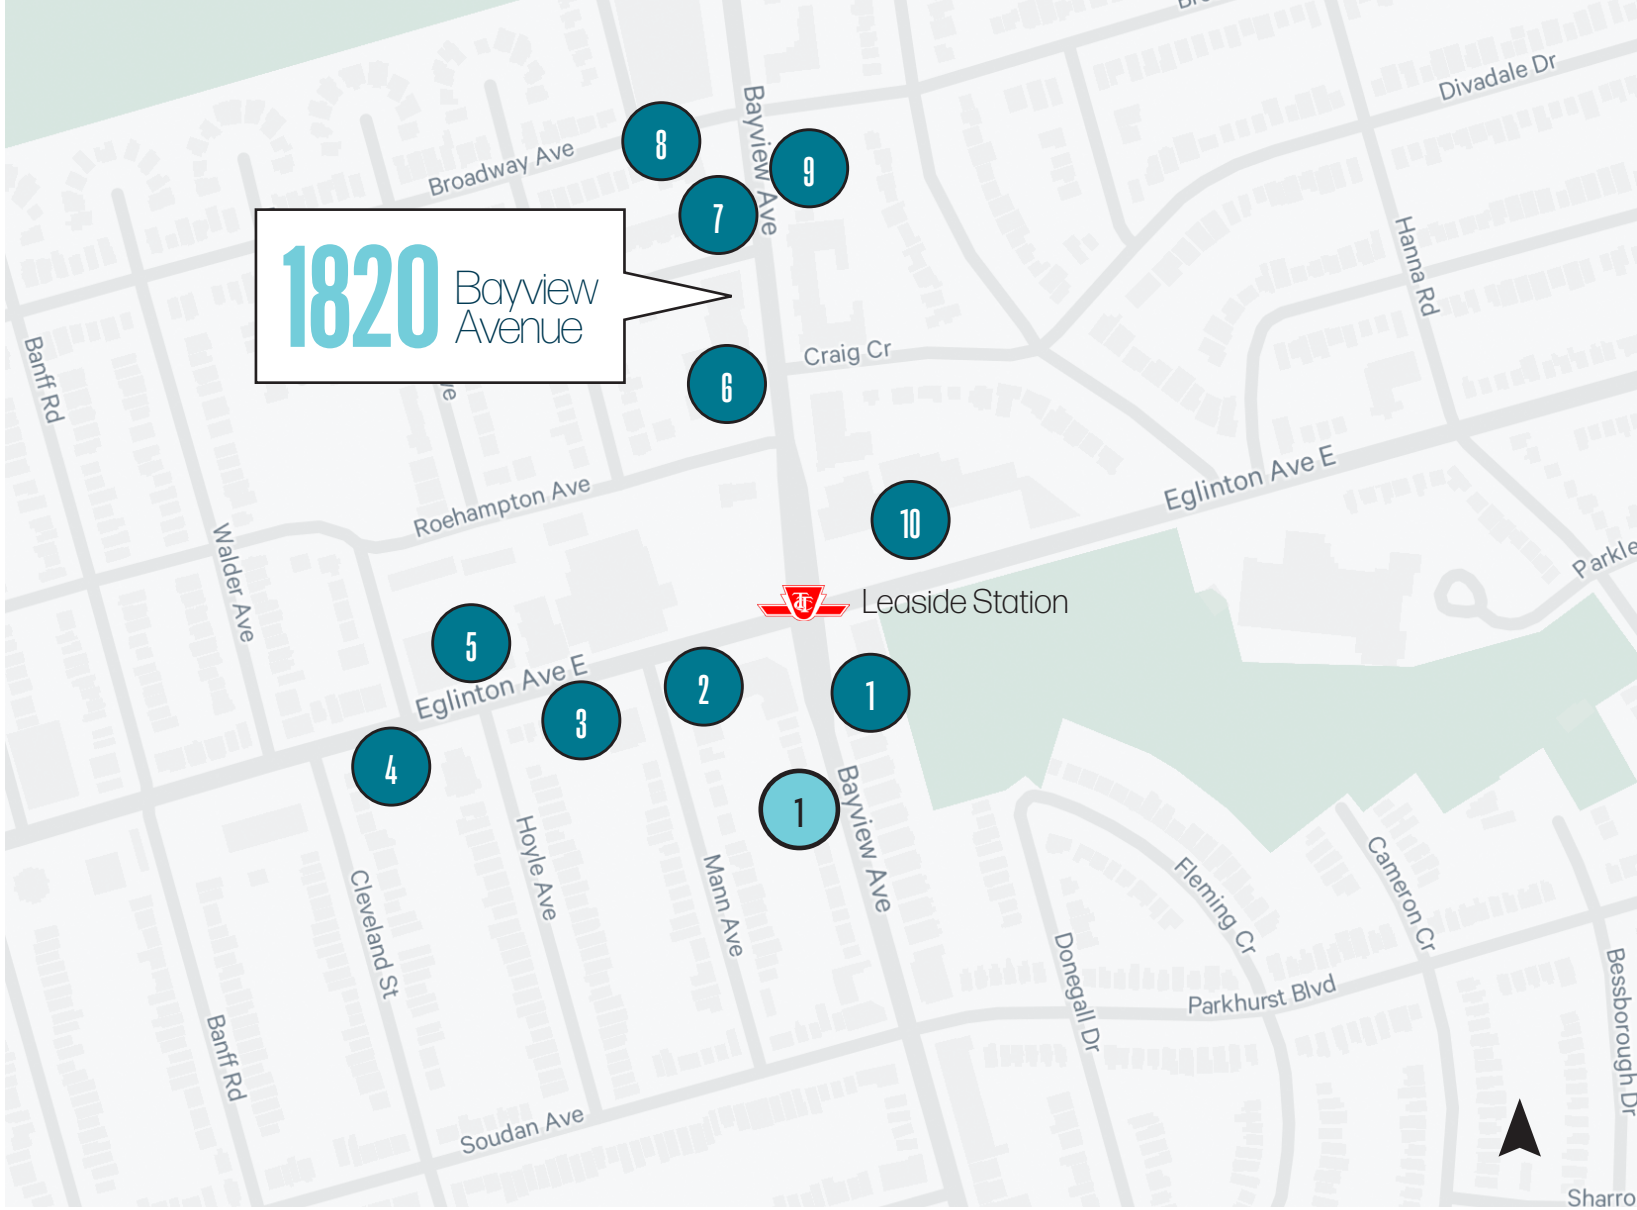 Bayview Ave
Divadale Dr
8
9
Broadway Ave
7
1820 Bayview
Avenue
Hanna Rd
Banff Rd
Craig Cr
6
Eglinton Ave E
Roehampton Ave
10
Walder Ave
Leaside Station
5
Eglinton Ave E
2
1
3
4
1
Bayview Ave
Hoyle Ave
Mann Ave
Cleveland St
Fleming Cr
Cameron Cr
Donegall Dr
Parkhurst Blvd
Bessborough Dr
Banff Rd
Soudan Ave